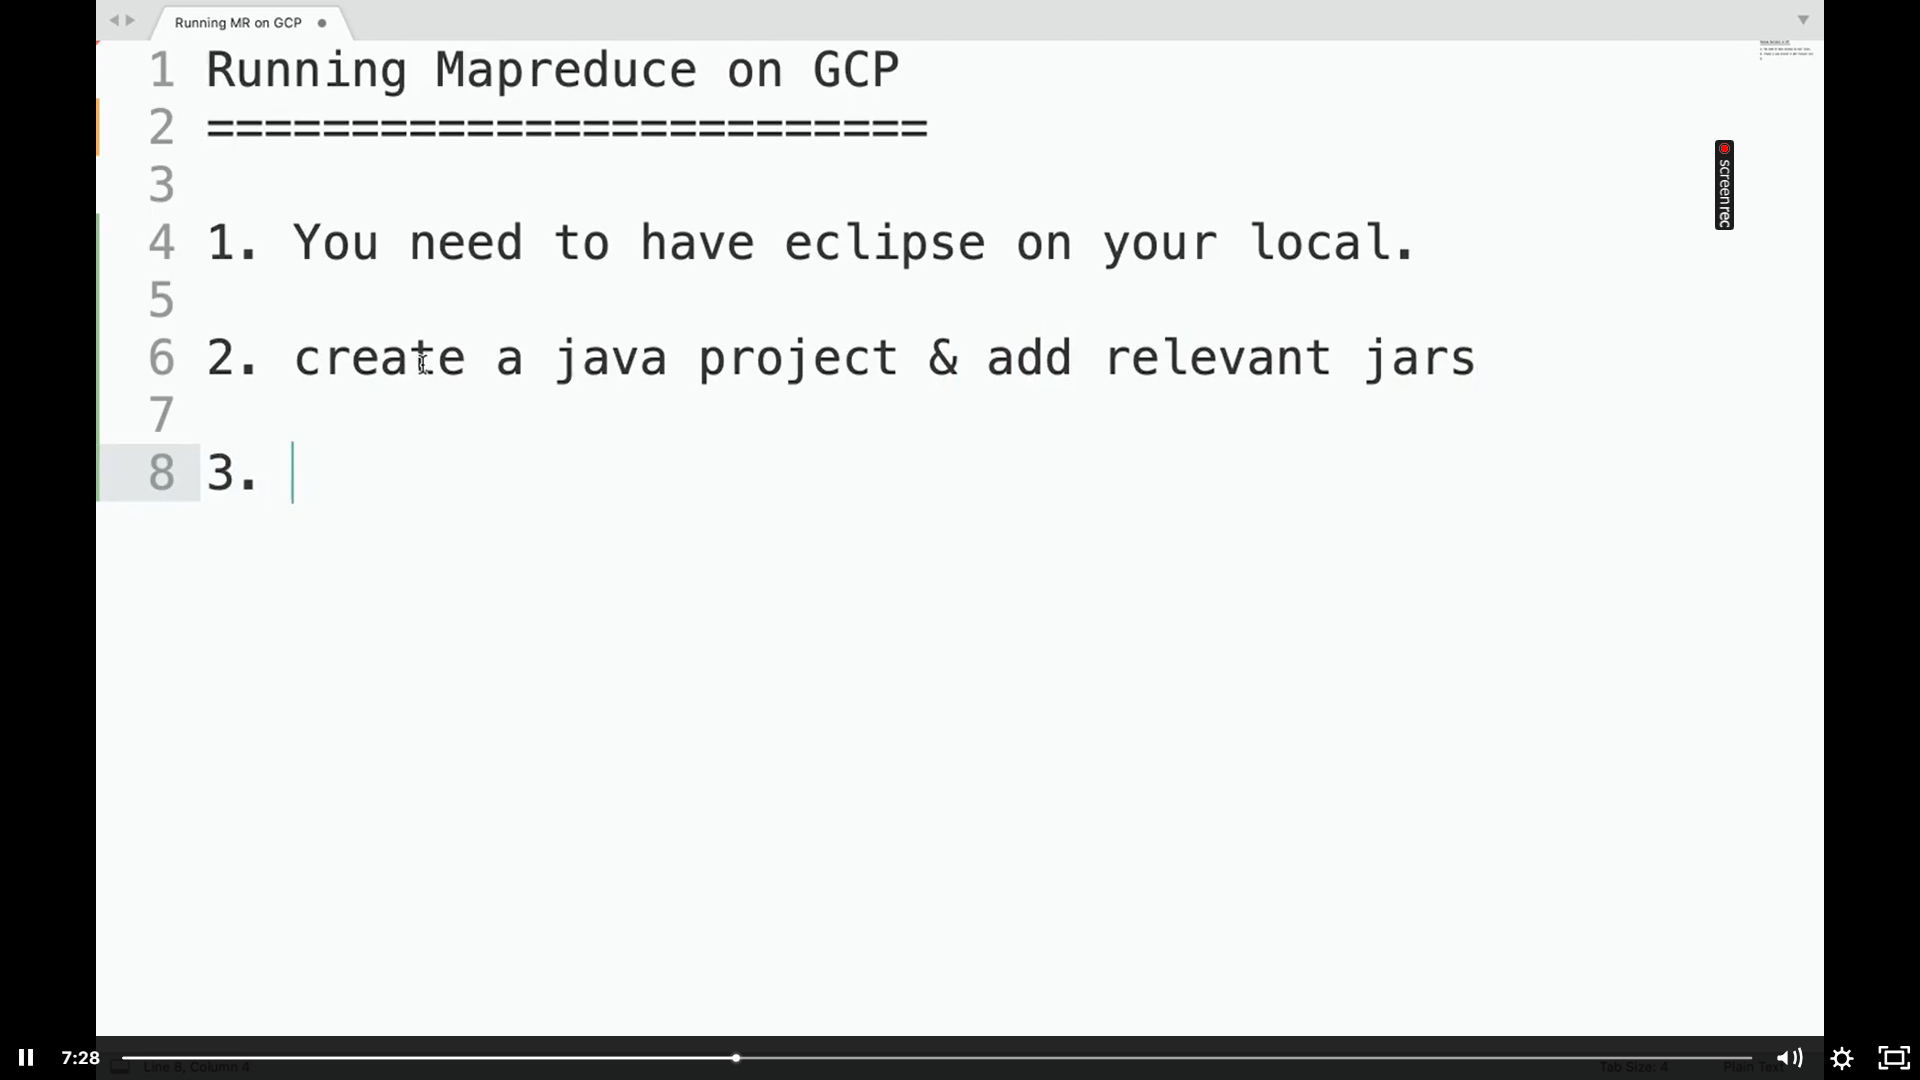 Running MR on GCP
1 Running Mapreduce on GCP
2 =========================
3
4 1. You need to have eclipse on your local.
5
6 2. create a java project & add relevant jars
7
8 3.
screenrec
7:28
Line 8, Column 4
Tab Size: 4
Plain Text